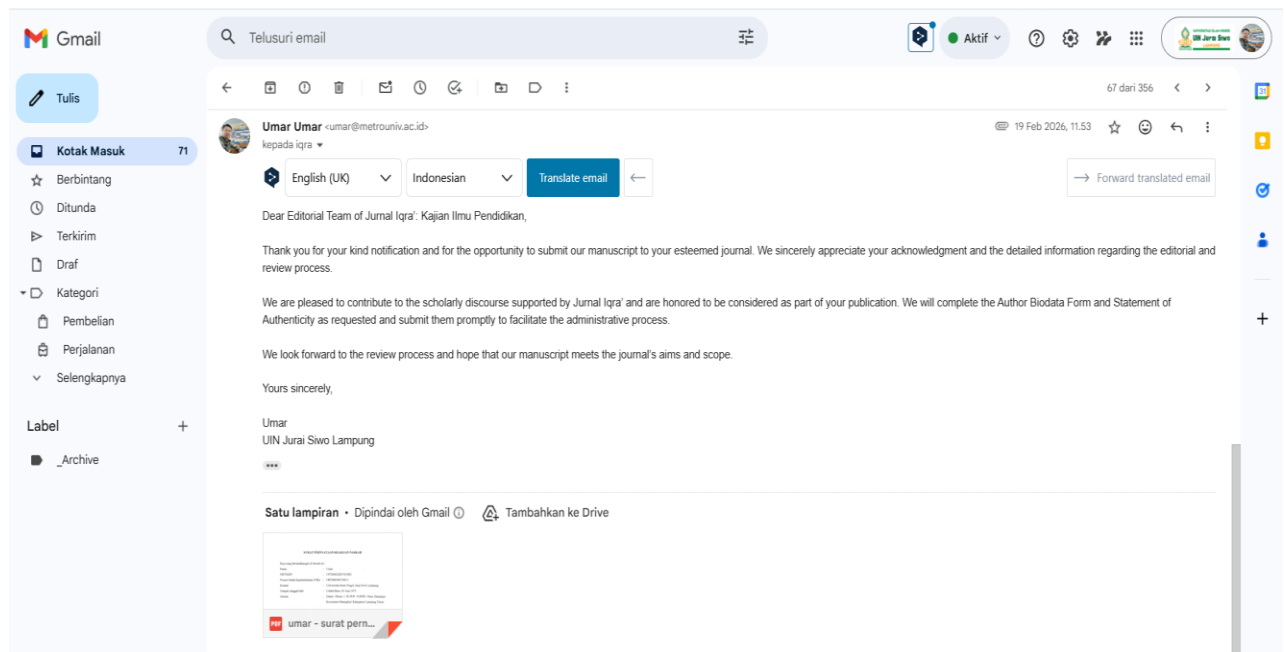 Gmail
Telusuri email
Aktif
Tulis
67 dari 356
Kotak Masuk 71
Berbintang
Ditunda
Terkirim
Draf
Kategori
Pembelian
Perjalanan
Selengkapnya
Label
_Archive
Umar Umar <umar@metrouniv.ac.id>
19 Feb 2026, 11.53
kepada iqra
English (UK) Indonesian Translate email
Forward translated email
Dear Editorial Team of Jurnal Iqra': Kajian Ilmu Pendidikan,
Thank you for your kind notification and for the opportunity to submit our manuscript to your esteemed journal. We sincerely appreciate your acknowledgment and the detailed information regarding the editorial and
review process.
We are pleased to contribute to the scholarly discourse supported by Jurnal Iqra' and are honored to be considered as part of your publication. We will complete the Author Biodata Form and Statement of
Authenticity as requested and submit them promptly to facilitate the administrative process.
We look forward to the review process and hope that our manuscript meets the journal's aims and scope.
Yours sincerely,
Umar
UIN Jurai Siwo Lampung
Satu lampiran • Dipindai oleh Gmail Tambahkan ke Drive
PDF umar - surat pern...
31
UIN Jurai Siwo